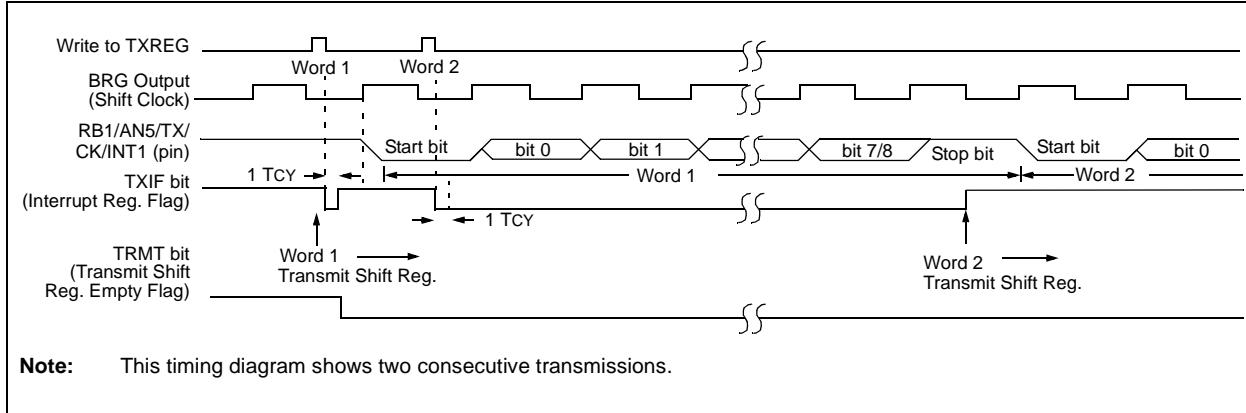 Write to TXREG
Word 1
Word 2
BRG Output
(Shift Clock)
RB1/AN5/TX/
CK/INT1 (pin)
Start bit
bit 0
bit 1
bit 7/8
Stop bit
Start bit
bit 0
1 TCY
Word 1
Word 2
TXIF bit
(Interrupt Reg. Flag)
1 TCY
TRMT bit
(Transmit Shift
Reg. Empty Flag)
Word 1
Transmit Shift Reg.
Word 2
Transmit Shift Reg.
Note: This timing diagram shows two consecutive transmissions.